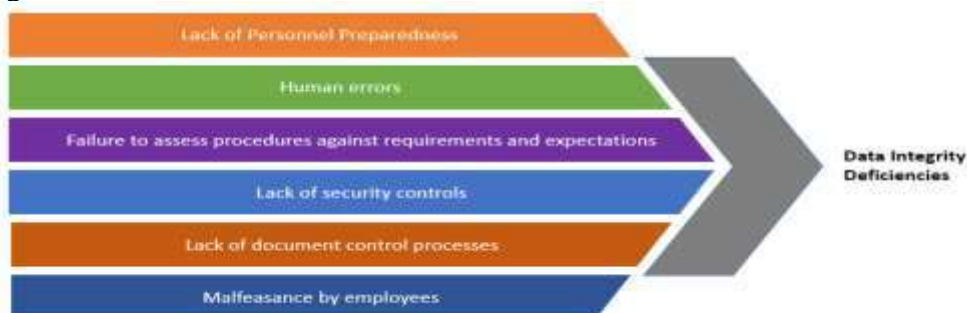 Lack of Personnel Preparedness
Human errors
Failure to assess procedures against requirements and expectations
Lack of security controls
Lack of document control processes
Malfeasance by employees
Data Integrity
Deficiencies